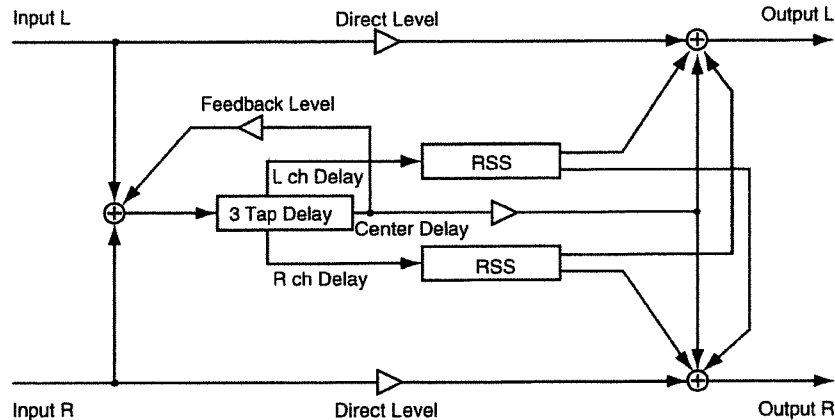 Input L
Direct Level
Output L
Feedback Level
RSS
L ch Delay
3 Tap Delay
Center Delay
RSS
R ch Delay
Input R
Direct Level
Output R